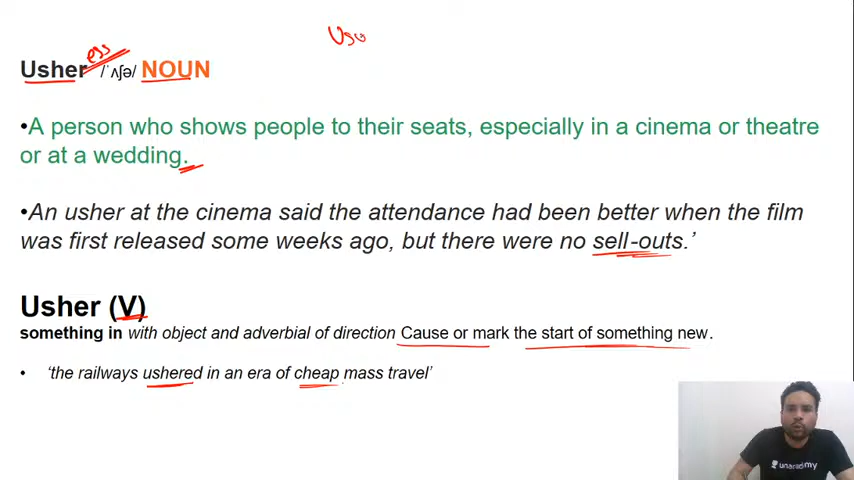 Us
ess
Usher /ˈʌʃə/ NOUN
•A person who shows people to their seats, especially in a cinema or theatre
or at a wedding.
•An usher at the cinema said the attendance had been better when the film
was first released some weeks ago, but there were no sell-outs.’
Usher (V)
something in with object and adverbial of direction Cause or mark the start of something new.
• ‘the railways ushered in an era of cheap mass travel’
unacademy